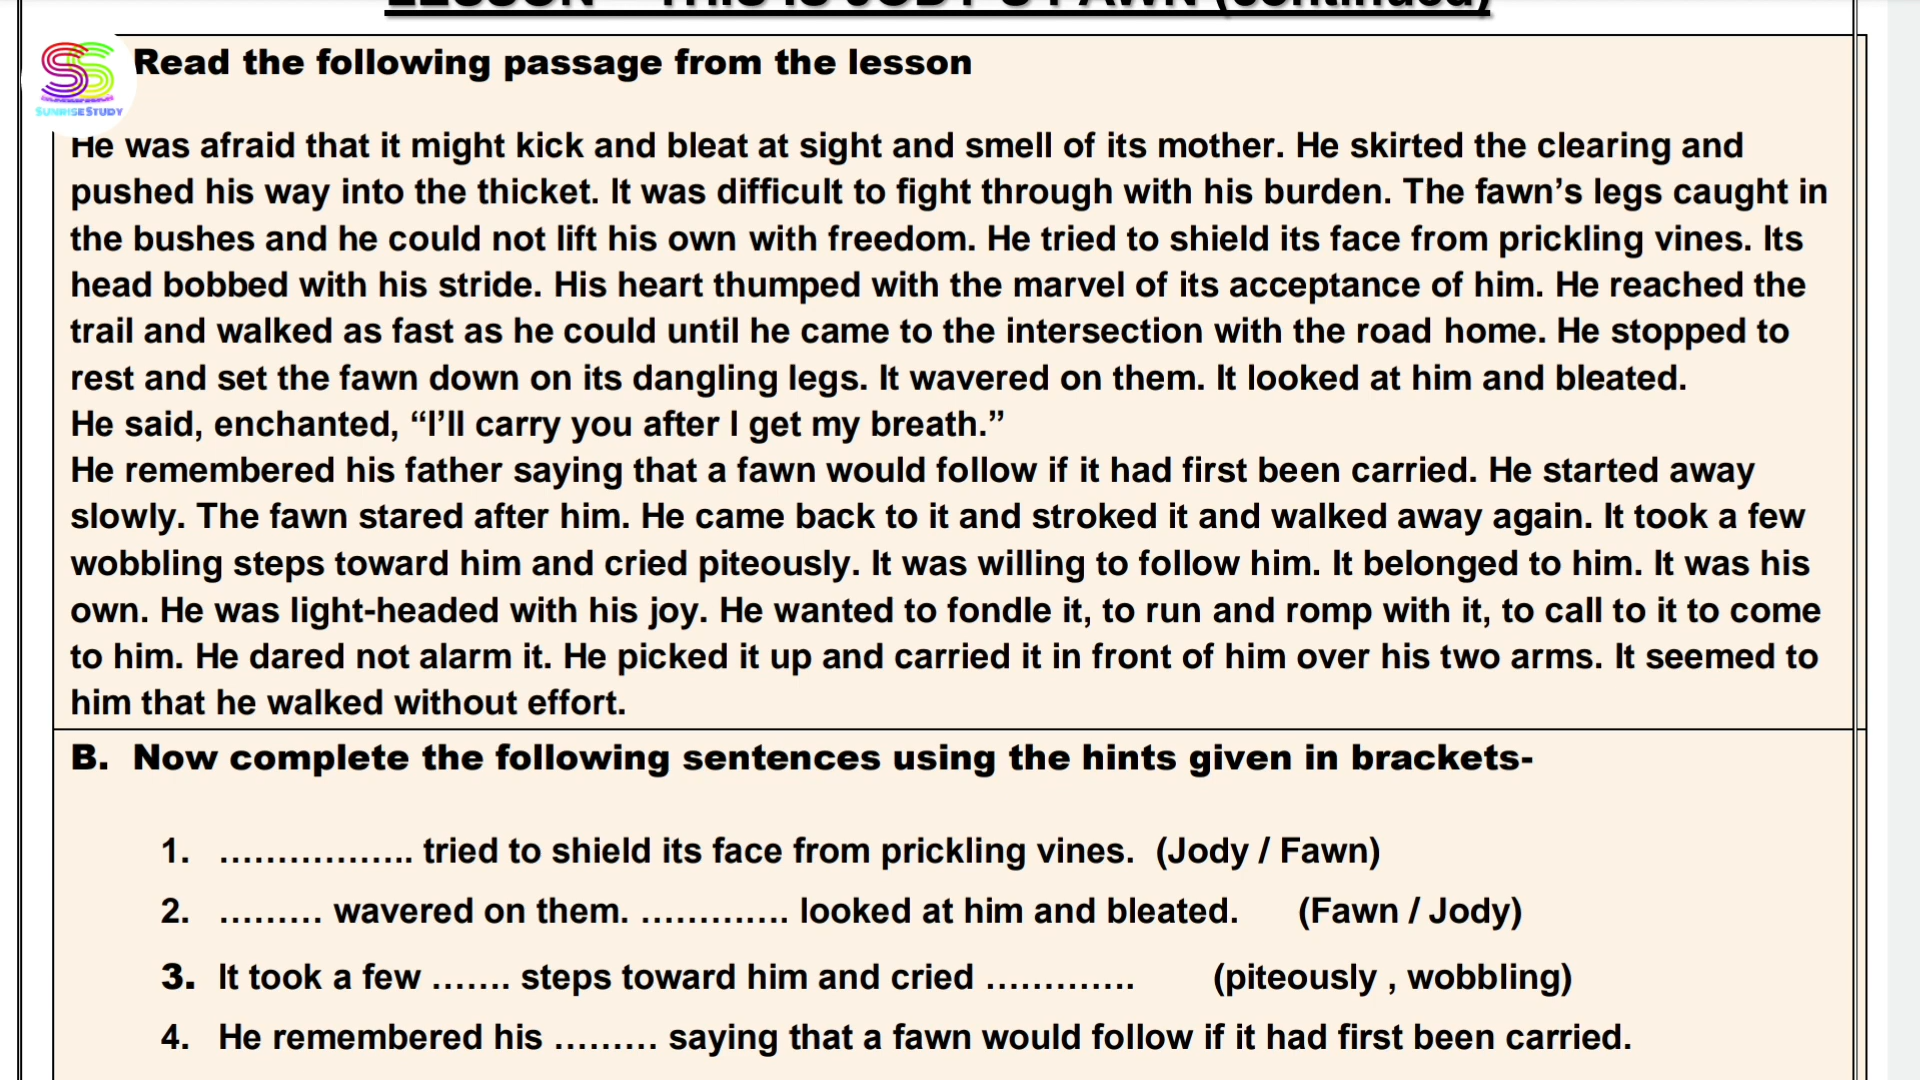 LESSON – THIS IS JODY'S FAWN (continued)
SS
SUNRISE STUDY
Read the following passage from the lesson
He was afraid that it might kick and bleat at sight and smell of its mother. He skirted the clearing and
pushed his way into the thicket. It was difficult to fight through with his burden. The fawn’s legs caught in
the bushes and he could not lift his own with freedom. He tried to shield its face from prickling vines. Its
head bobbed with his stride. His heart thumped with the marvel of its acceptance of him. He reached the
trail and walked as fast as he could until he came to the intersection with the road home. He stopped to
rest and set the fawn down on its dangling legs. It wavered on them. It looked at him and bleated.
He said, enchanted, “I’ll carry you after I get my breath.”
He remembered his father saying that a fawn would follow if it had first been carried. He started away
slowly. The fawn stared after him. He came back to it and stroked it and walked away again. It took a few
wobbling steps toward him and cried piteously. It was willing to follow him. It belonged to him. It was his
own. He was light-headed with his joy. He wanted to fondle it, to run and romp with it, to call to it to come
to him. He dared not alarm it. He picked it up and carried it in front of him over his two arms. It seemed to
him that he walked without effort.
B. Now complete the following sentences using the hints given in brackets-
1. ................. tried to shield its face from prickling vines. (Jody / Fawn)
2. ......... wavered on them. ............. looked at him and bleated. (Fawn / Jody)
3. It took a few ....... steps toward him and cried ............. (piteously , wobbling)
4. He remembered his ......... saying that a fawn would follow if it had first been carried.